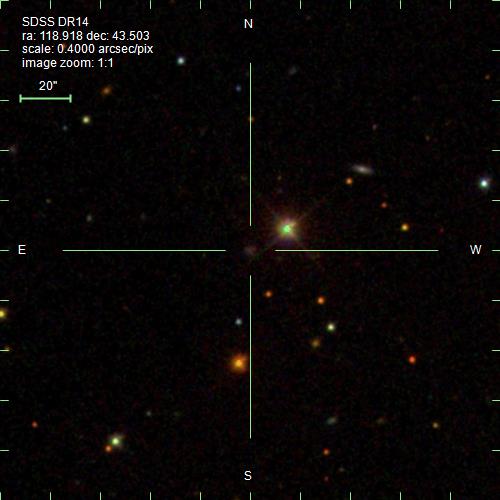 SDSS DR14
ra: 118.918 dec: 43.503
scale: 0.4000 arcsec/pix
image zoom: 1:1
20"
N
E
W
S